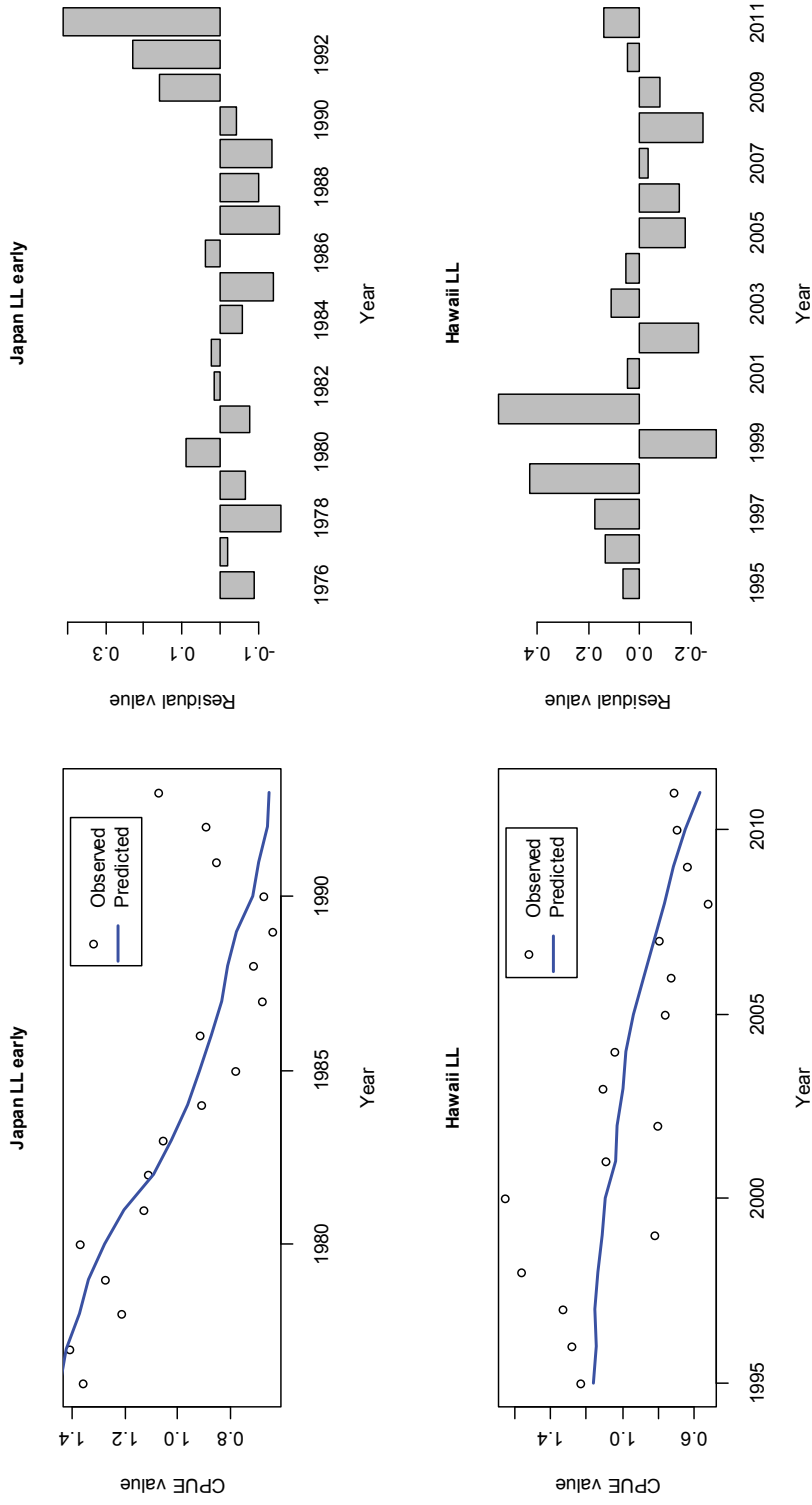 Japan LL early
CPUE value
1.4
1.2
1.0
0.8
Observed
Predicted
1980
1985
1990
Year
Japan LL early
Residual value
0.3
0.1
-0.1
1976
1978
1980
1982
1984
1986
1988
1990
1992
Year
Hawaii LL
CPUE value
1.4
1.0
0.6
Observed
Predicted
1995
2000
2005
2010
Year
Hawaii LL
Residual value
0.4
0.2
0.0
-0.2
1995
1997
1999
2001
2003
2005
2007
2009
2011
Year